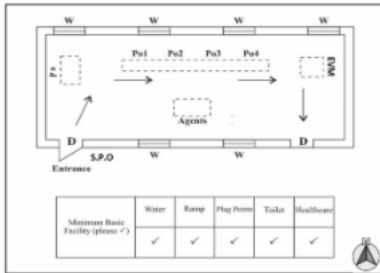 W W W W
Po1 Po2 Po3 Po4
Po
EVM
Agents
D D
S.P.O
Entrance
W W
Minimum Basic Facility (please ✓) Water Ramp Plug Points Toilet Healthcare
✓ ✓ ✓ ✓ ✓
N